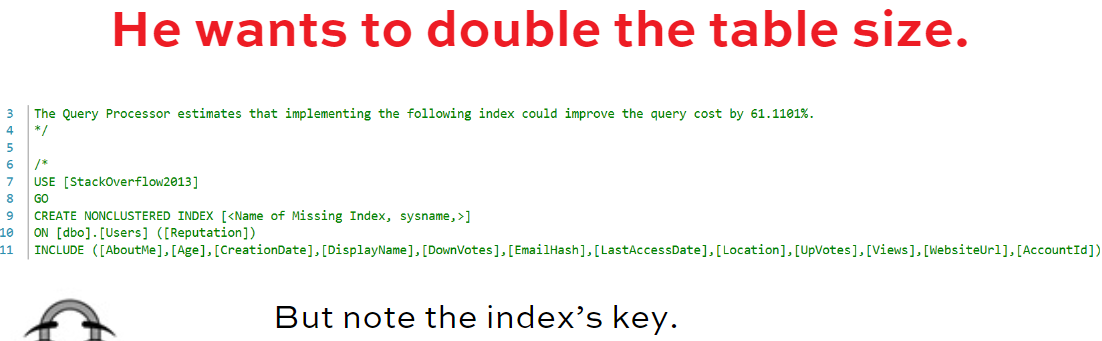 He wants to double the table size.
3 The Query Processor estimates that implementing the following index could improve the query cost by 61.1101%.
4 */
5
6 /*
7 USE [StackOverflow2013]
8 GO
9 CREATE NONCLUSTERED INDEX [<Name of Missing Index, sysname,>]
10 ON [dbo].[Users] ([Reputation])
11 INCLUDE ([AboutMe],[Age],[CreationDate],[DisplayName],[DownVotes],[EmailHash],[LastAccessDate],[Location],[UpVotes],[Views],[WebsiteUrl],[AccountId])
But note the index’s key.